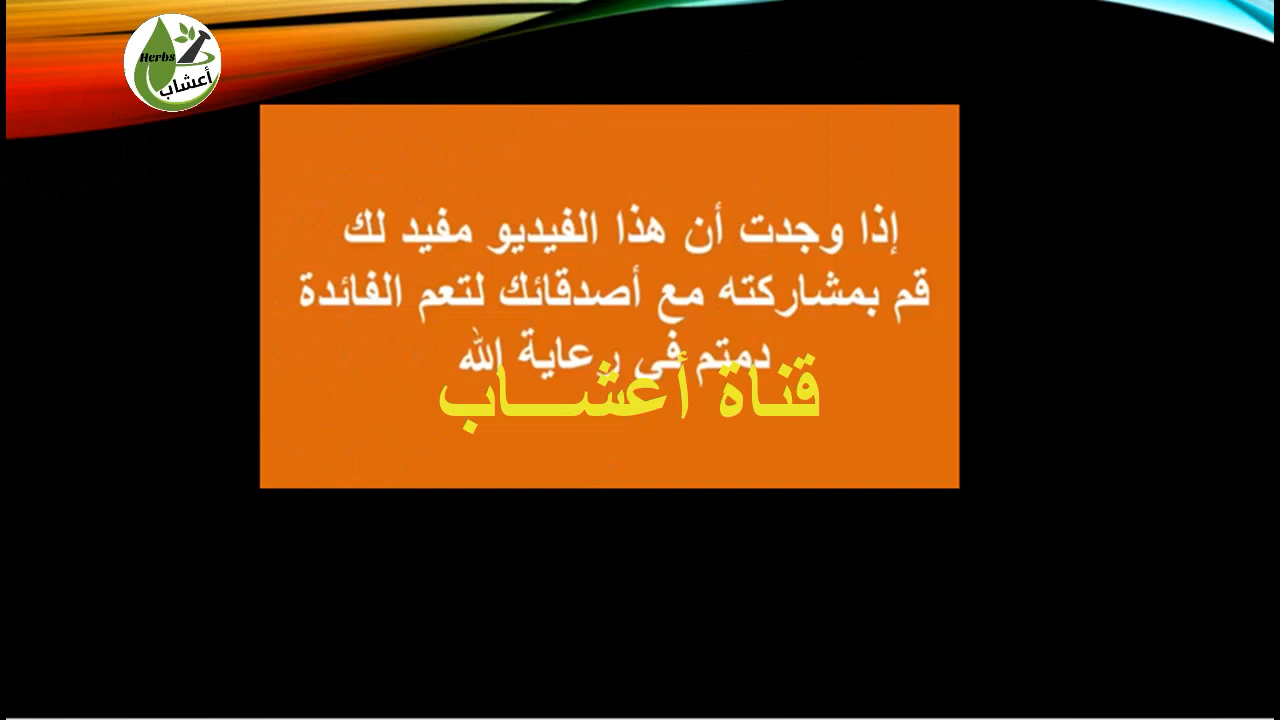 Herbs
أعشاب
إذا وجدت أن هذا الفيديو مفيد لك
قم بمشاركته مع أصدقائك لتعم الفائدة
دمتم في رعاية الله
قناة أعشـــاب